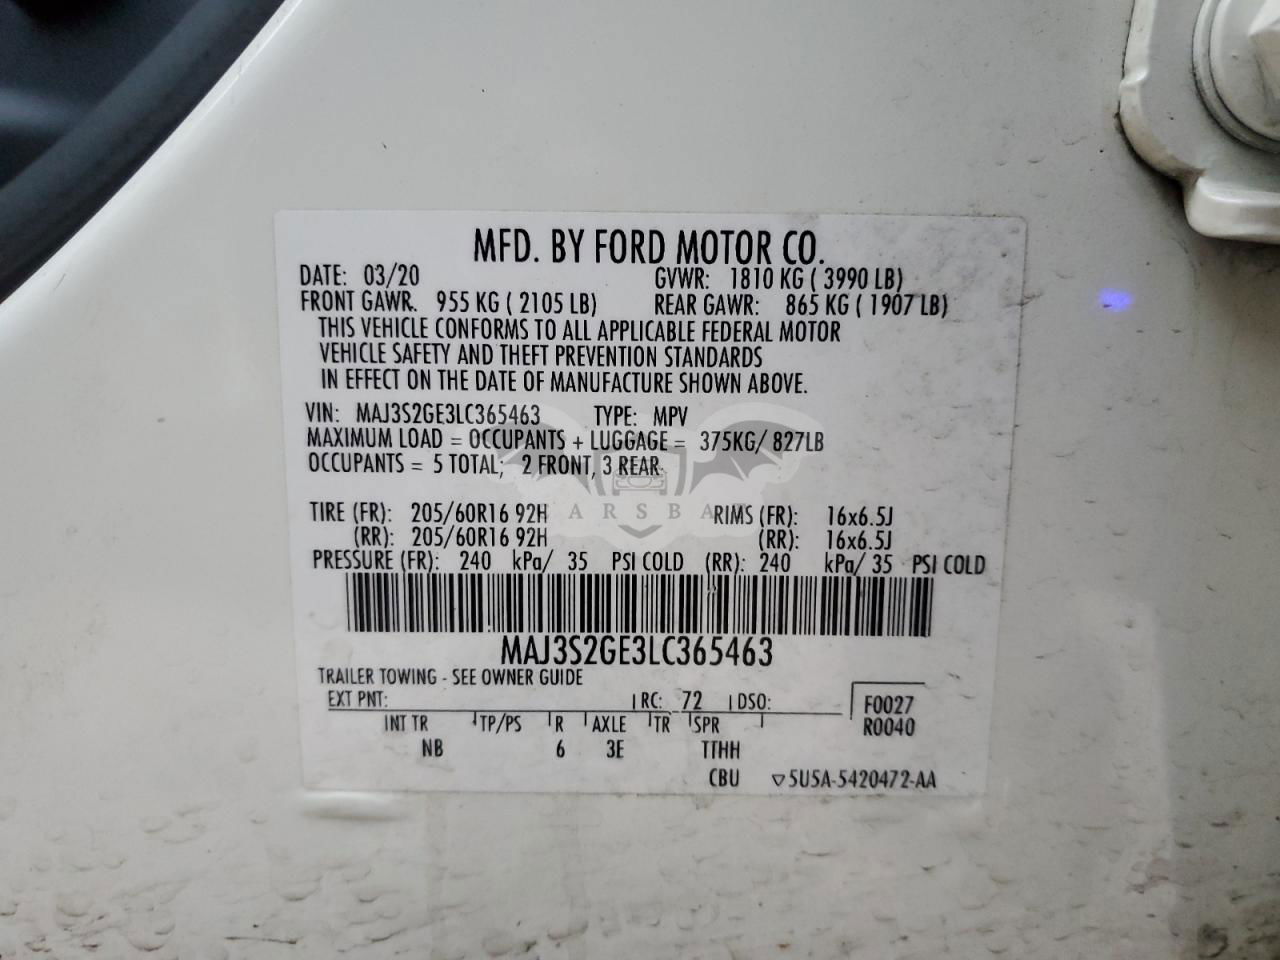 MFD. BY FORD MOTOR CO.
DATE: 03/20 GVWR: 1810 KG ( 3990 LB)
FRONT GAWR. 955 KG ( 2105 LB) REAR GAWR: 865 KG ( 1907 LB)
THIS VEHICLE CONFORMS TO ALL APPLICABLE FEDERAL MOTOR
VEHICLE SAFETY AND THEFT PREVENTION STANDARDS
IN EFFECT ON THE DATE OF MANUFACTURE SHOWN ABOVE.
VIN: MAJ3S2GE3LC365463 TYPE: MPV
MAXIMUM LOAD = OCCUPANTS + LUGGAGE = 375KG/ 827LB
OCCUPANTS = 5 TOTAL; 2 FRONT, 3 REAR
TIRE (FR): 205/60R16 92H RIMS (FR): 16x6.5J
(RR): 205/60R16 92H (RR): 16x6.5J
PRESSURE (FR): 240 kPa/ 35 PSI COLD (RR): 240 kPa/ 35 PSI COLD
MAJ3S2GE3LC365463
TRAILER TOWING - SEE OWNER GUIDE
EXT PNT: RC: 72 DSO: F0027
INT TR TP/PS R AXLE TR SPR R0040
NB 6 3E TTHH
CBU ▽5U5A-5420472-AA